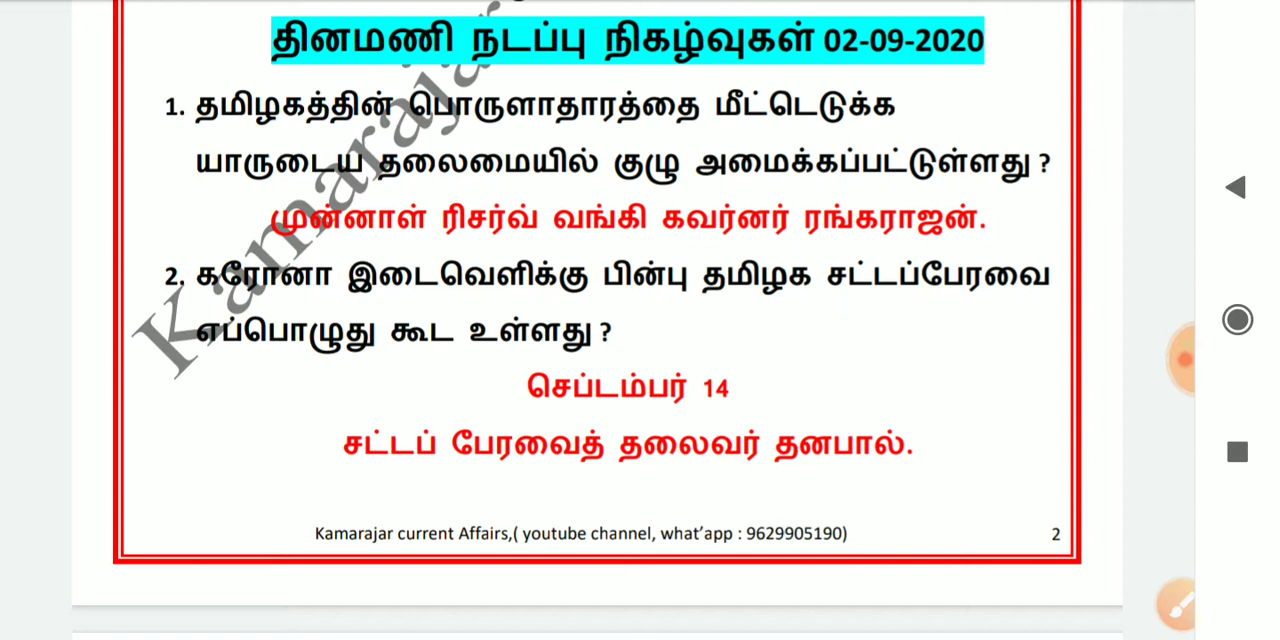 தினமணி நடப்பு நிகழ்வுகள் 02-09-2020
1. தமிழகத்தின் பொருளாதாரத்தை மீட்டெடுக்க
யாருடைய தலைமையில் குழு அமைக்கப்பட்டுள்ளது ?
முன்னாள் ரிசர்வ் வங்கி கவர்னர் ரங்கராஜன்.
2. கரோனா இடைவெளிக்கு பின்பு தமிழக சட்டப்பேரவை
எப்பொழுது கூட உள்ளது ?
செப்டம்பர் 14
சட்டப் பேரவைத் தலைவர் தனபால்.
Kamarajar current Affairs,( youtube channel, what'app : 9629905190) 2
Kamarajar